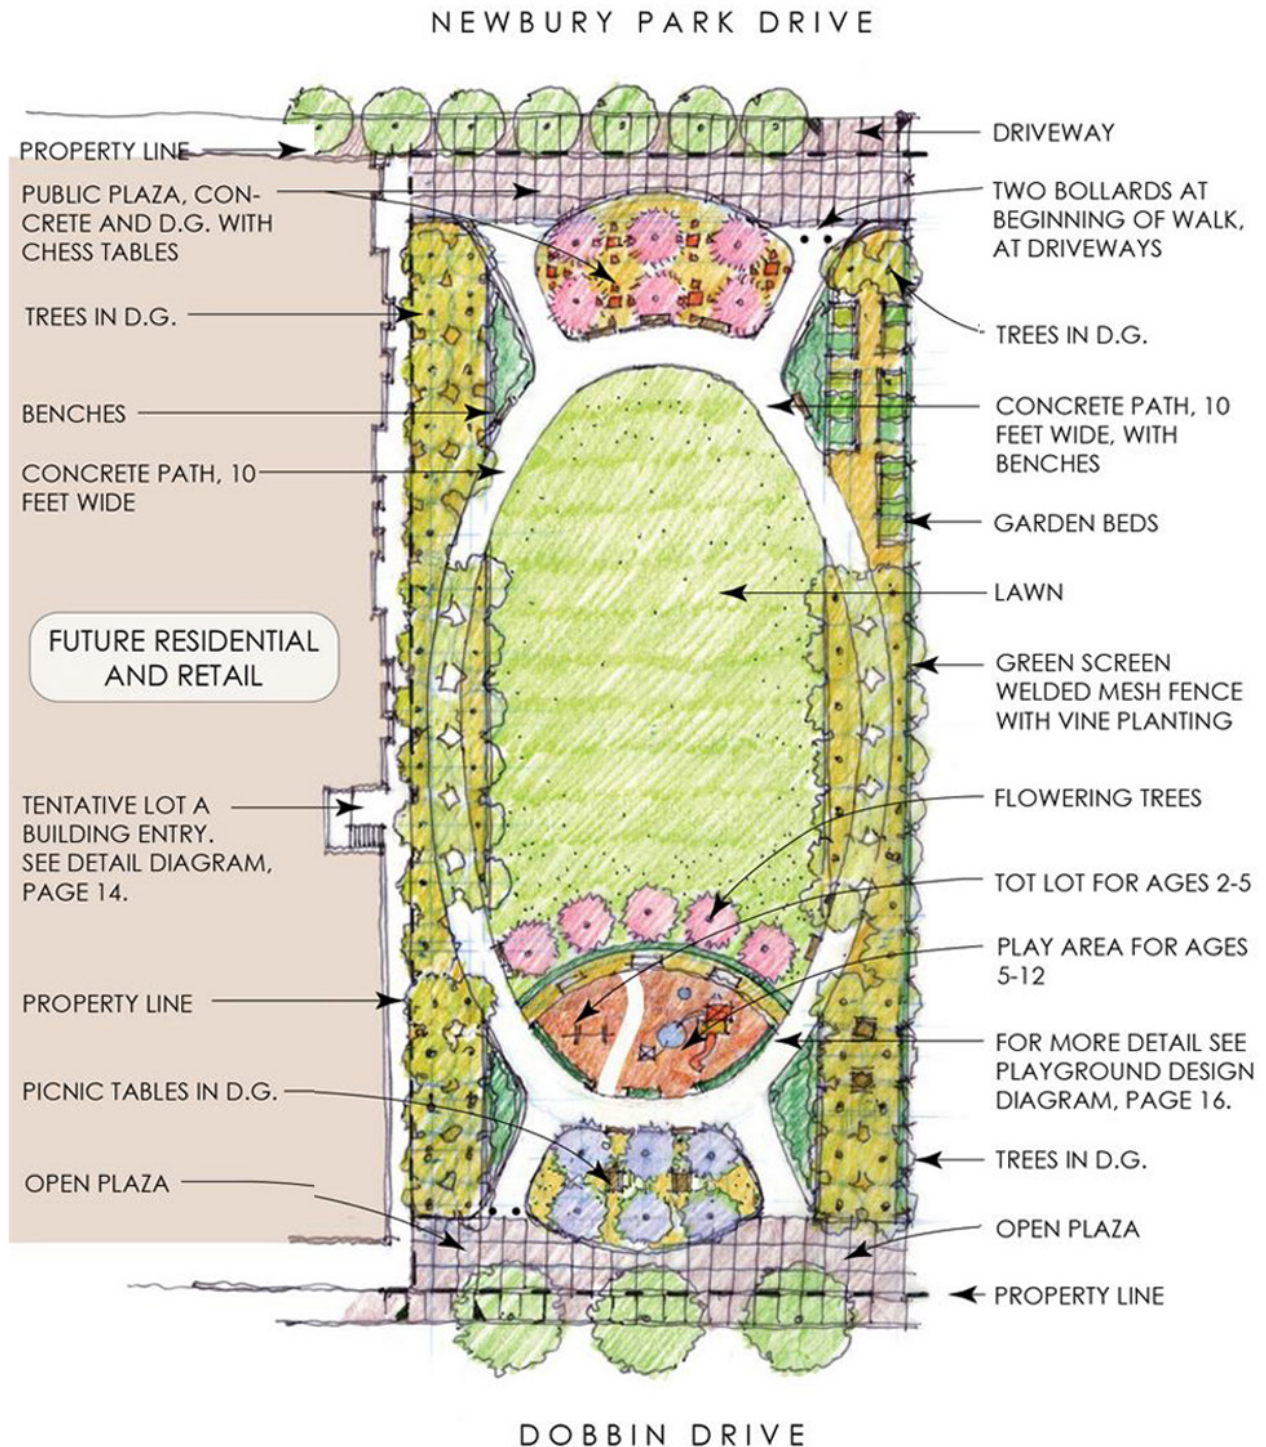 NEWBURY PARK DRIVE
PROPERTY LINE
PUBLIC PLAZA, CON-
CRETE AND D.G. WITH
CHESS TABLES
TREES IN D.G.
BENCHES
CONCRETE PATH, 10
FEET WIDE
FUTURE RESIDENTIAL
AND RETAIL
TENTATIVE LOT A
BUILDING ENTRY.
SEE DETAIL DIAGRAM,
PAGE 14.
PROPERTY LINE
PICNIC TABLES IN D.G.
OPEN PLAZA
DRIVEWAY
TWO BOLLARDS AT
BEGINNING OF WALK,
AT DRIVEWAYS
TREES IN D.G.
CONCRETE PATH, 10
FEET WIDE, WITH
BENCHES
GARDEN BEDS
LAWN
GREEN SCREEN
WELDED MESH FENCE
WITH VINE PLANTING
FLOWERING TREES
TOT LOT FOR AGES 2-5
PLAY AREA FOR AGES
5-12
FOR MORE DETAIL SEE
PLAYGROUND DESIGN
DIAGRAM, PAGE 16.
TREES IN D.G.
OPEN PLAZA
PROPERTY LINE
DOBBIN DRIVE